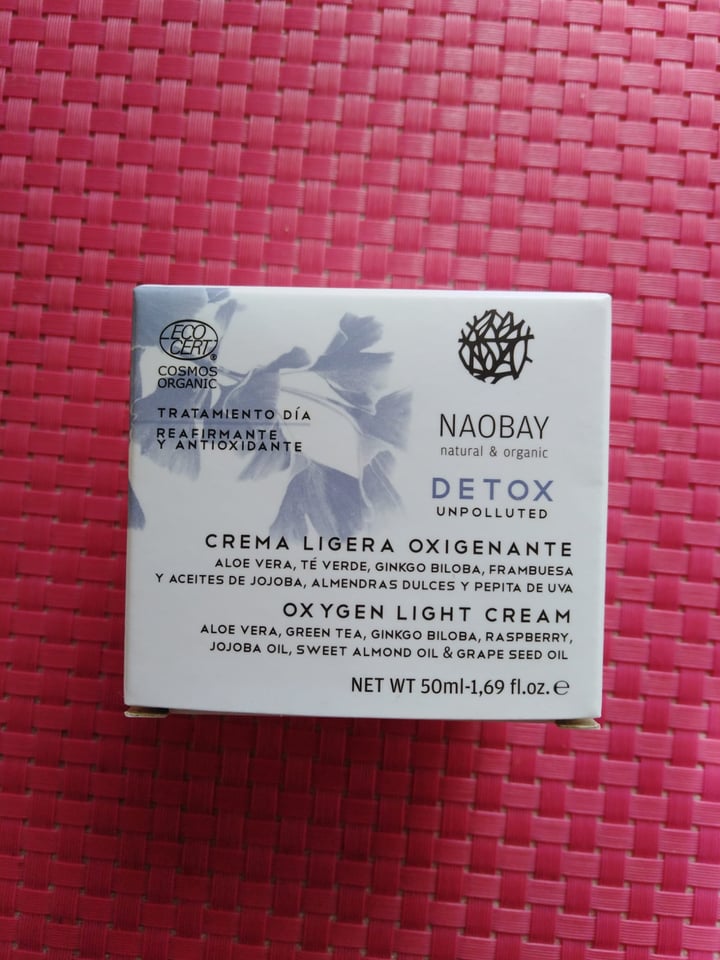 ECO
CERT®
COSMOS
ORGANIC
TRATAMIENTO DÍA
REAFIRMANTE
Y ANTIOXIDANTE
NAOBAY
natural & organic
DETOX
UNPOLLUTED
CREMA LIGERA OXIGENANTE
ALOE VERA, TÉ VERDE, GINKGO BILOBA, FRAMBUESA
Y ACEITES DE JOJOBA, ALMENDRAS DULCES Y PEPITA DE UVA
OXYGEN LIGHT CREAM
ALOE VERA, GREEN TEA, GINKGO BILOBA, RASPBERRY,
JOJOBA OIL, SWEET ALMOND OIL & GRAPE SEED OIL
NET WT 50ml-1,69 fl.oz. ℮